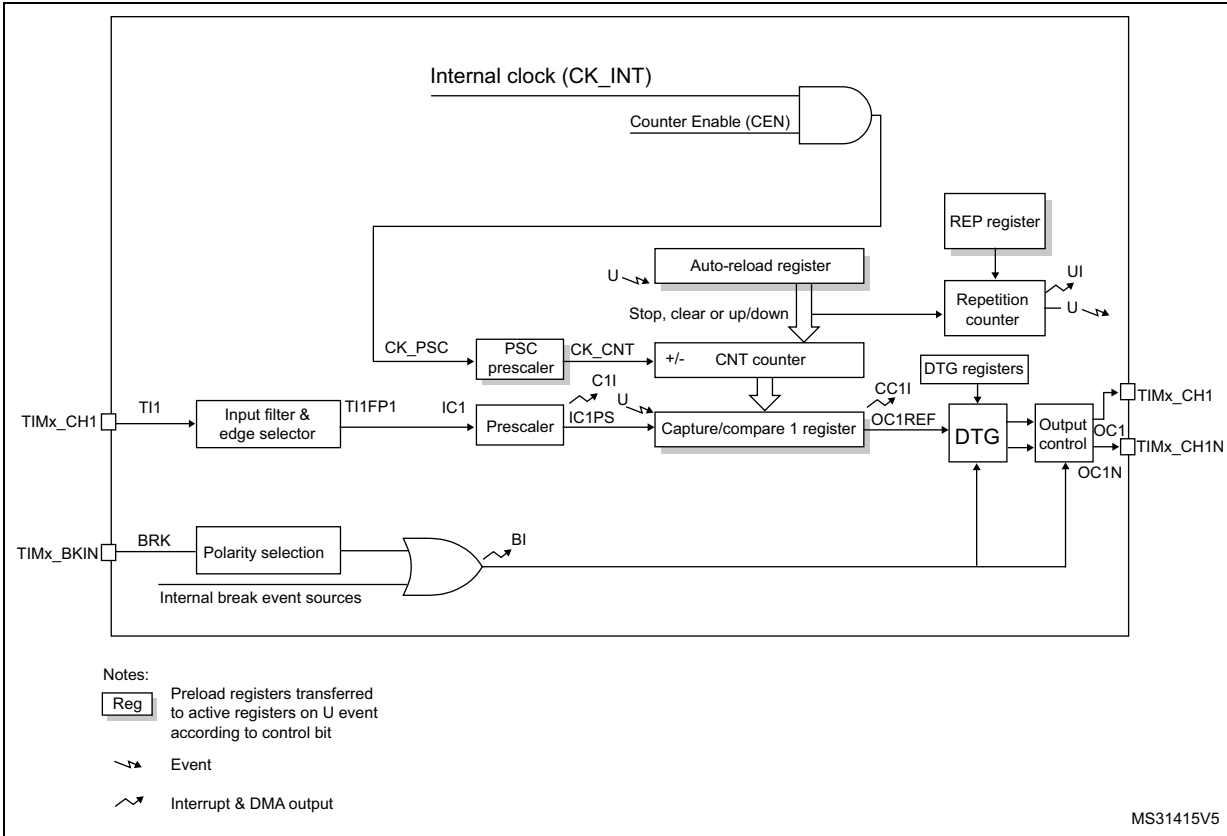 Internal clock (CK_INT)
Counter Enable (CEN)
REP register
U
Auto-reload register
UI
Stop, clear or up/down
Repetition
counter
U
CK_PSC
PSC
prescaler
CK_CNT
+/-
CNT counter
DTG registers
TIMx_CH1
TI1
Input filter &
edge selector
TI1FP1
IC1
Prescaler
C1I
IC1PS
U
Capture/compare 1 register
CC1I
OC1REF
DTG
Output
control
OC1
TIMx_CH1
OC1N
TIMx_CH1N
TIMx_BKIN
BRK
Polarity selection
BI
Internal break event sources
Notes:
Reg
Preload registers transferred
to active registers on U event
according to control bit
Event
Interrupt & DMA output
MS31415V5